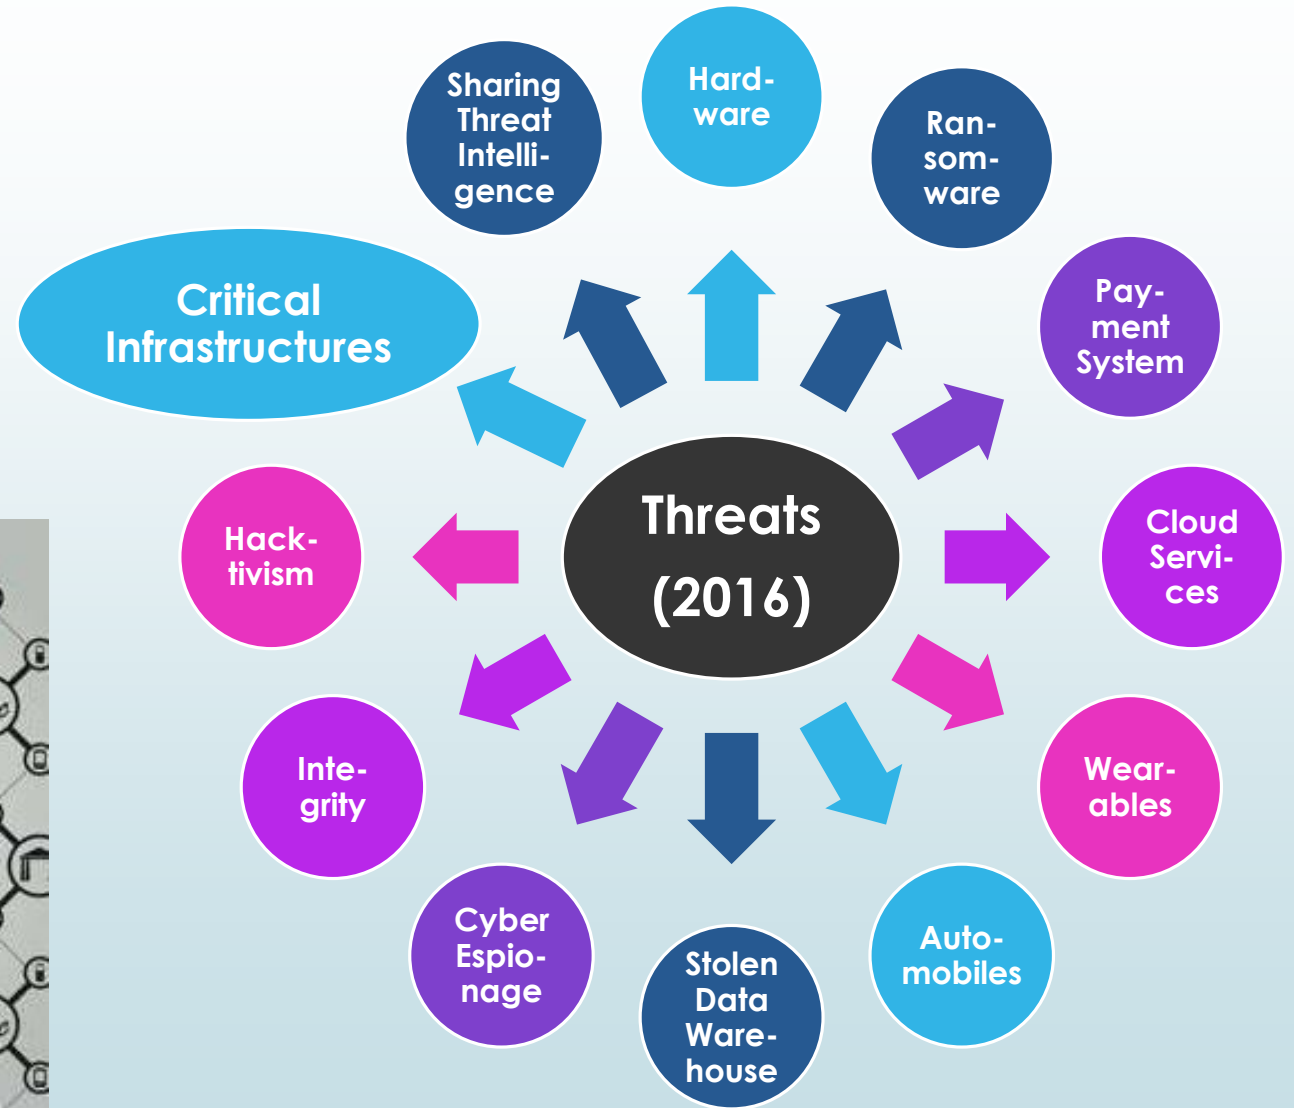 Hard-
ware
Ran-
som-
ware
Pay-
ment
System
Cloud
Servi-
ces
Wear-
ables
Auto-
mobiles
Stolen
Data
Ware-
house
Cyber
Espio-
nage
Inte-
grity
Hack-
tivism
Critical
Infrastructures
Sharing
Threat
Intelli-
gence
Threats
(2016)